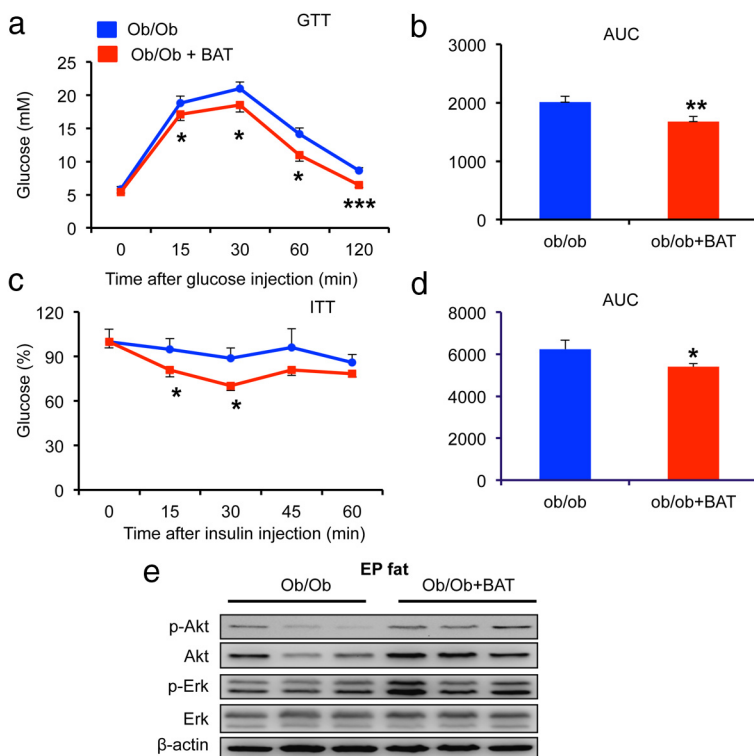 a
GTT
Ob/Ob
Ob/Ob + BAT
Glucose (mM)
25
20
15
10
5
0
*
*
*
***
0 15 30 60 120
Time after glucose injection (min)
b
AUC
3000
2000
1000
0
**
ob/ob ob/ob+BAT
c
ITT
Glucose (%)
120
90
60
30
0
*
*
0 15 30 45 60
Time after insulin injection (min)
d
AUC
8000
6000
4000
2000
0
*
ob/ob ob/ob+BAT
e
EP fat
Ob/Ob Ob/Ob+BAT
p-Akt
Akt
p-Erk
Erk
β-actin